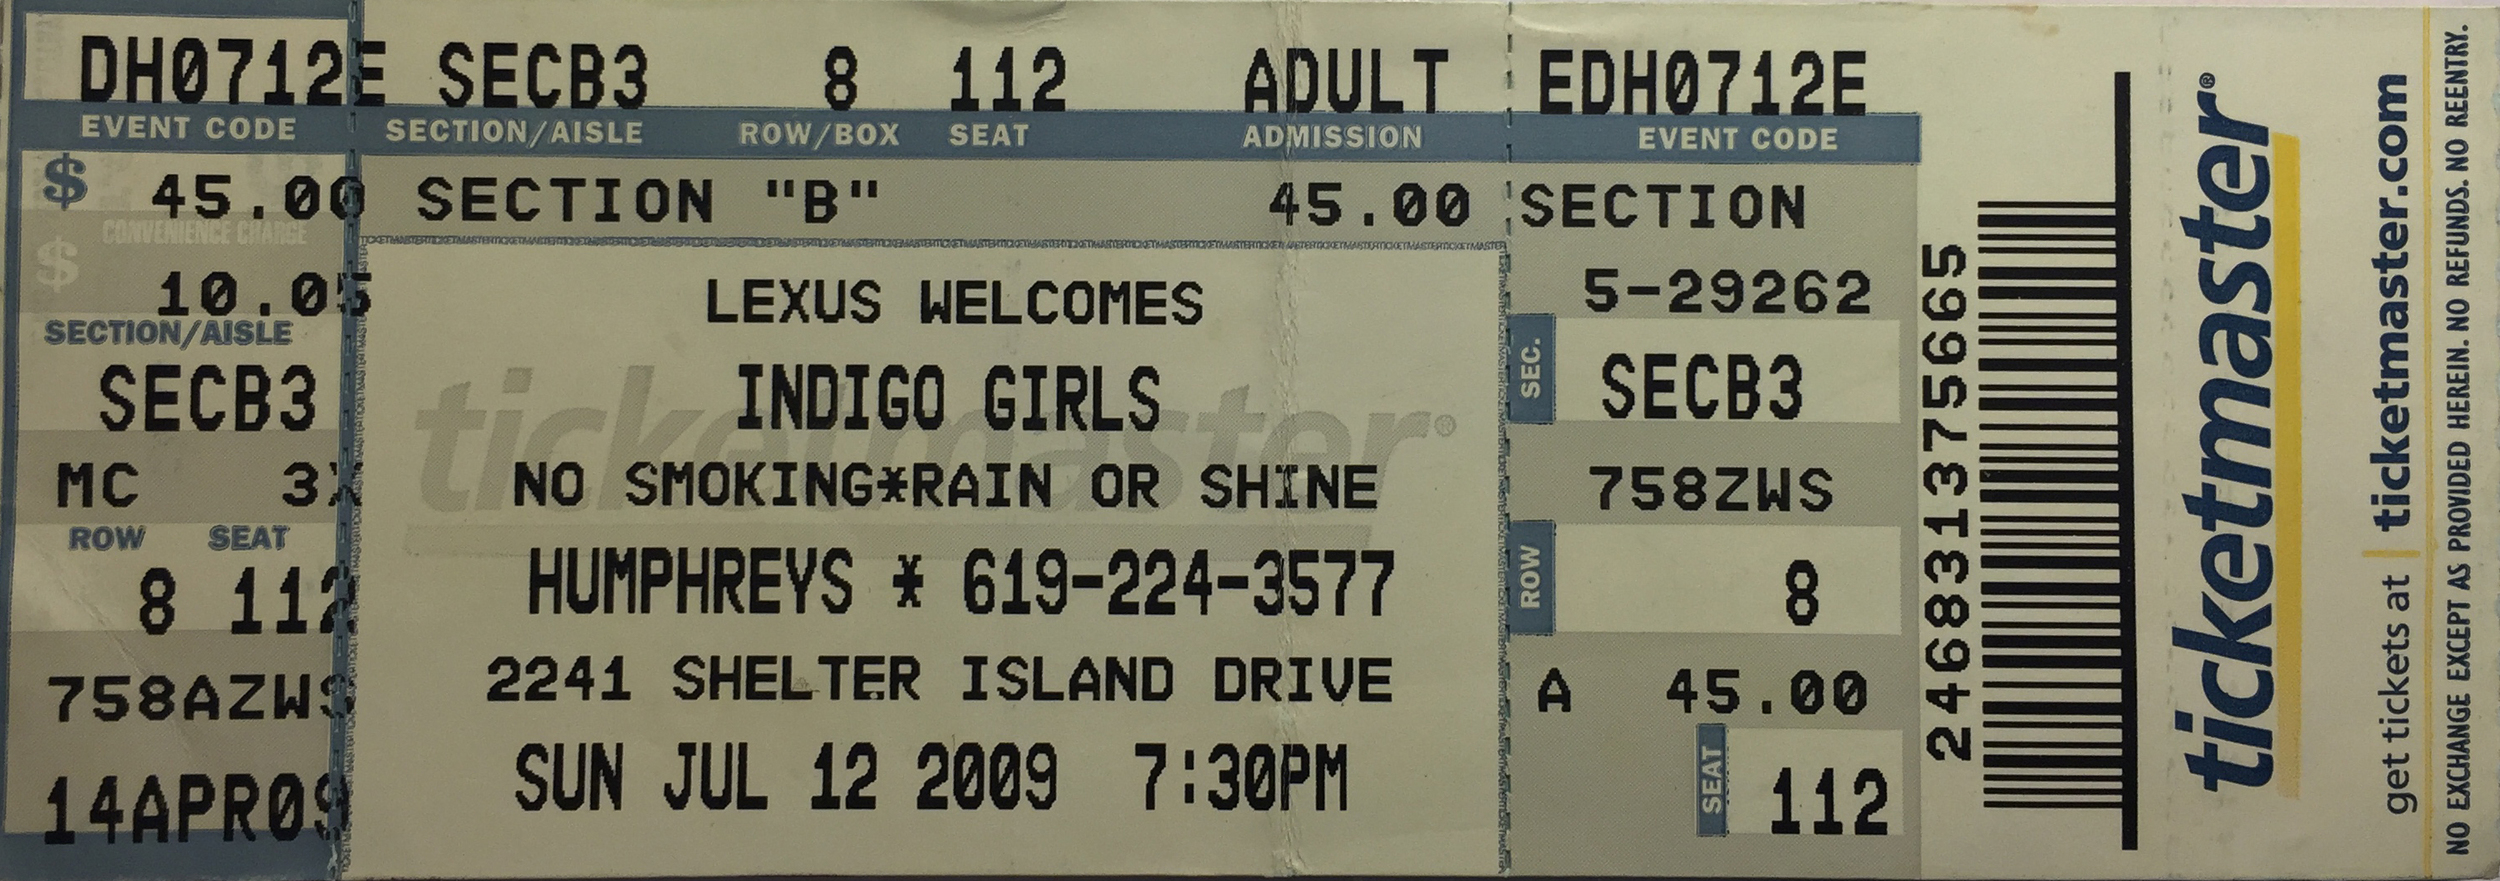 DH0712E SECB3 8 112 ADULT EDH0712E
EVENT CODE SECTION/AISLE ROW/BOX SEAT ADMISSION EVENT CODE
$ 45.00 SECTION "B" 45.00 SECTION
CONVENIENCE CHARGE
$ 10.05
SECTION/AISLE
SECB3
MC 3X
ROW SEAT
8 112
758AZWS
14APR09
LEXUS WELCOMES
INDIGO GIRLS
NO SMOKING*RAIN OR SHINE
HUMPHREYS * 619-224-3577
2241 SHELTER ISLAND DRIVE
SUN JUL 12 2009 7:30PM
ticketmaster®
5-29262
SEC. SECB3
758ZWS
ROW 8
A 45.00
SEAT 112
246831375665
ticketmaster®
get tickets at | ticketmaster.com
NO EXCHANGE EXCEPT AS PROVIDED HEREIN. NO REFUNDS. NO REENTRY.